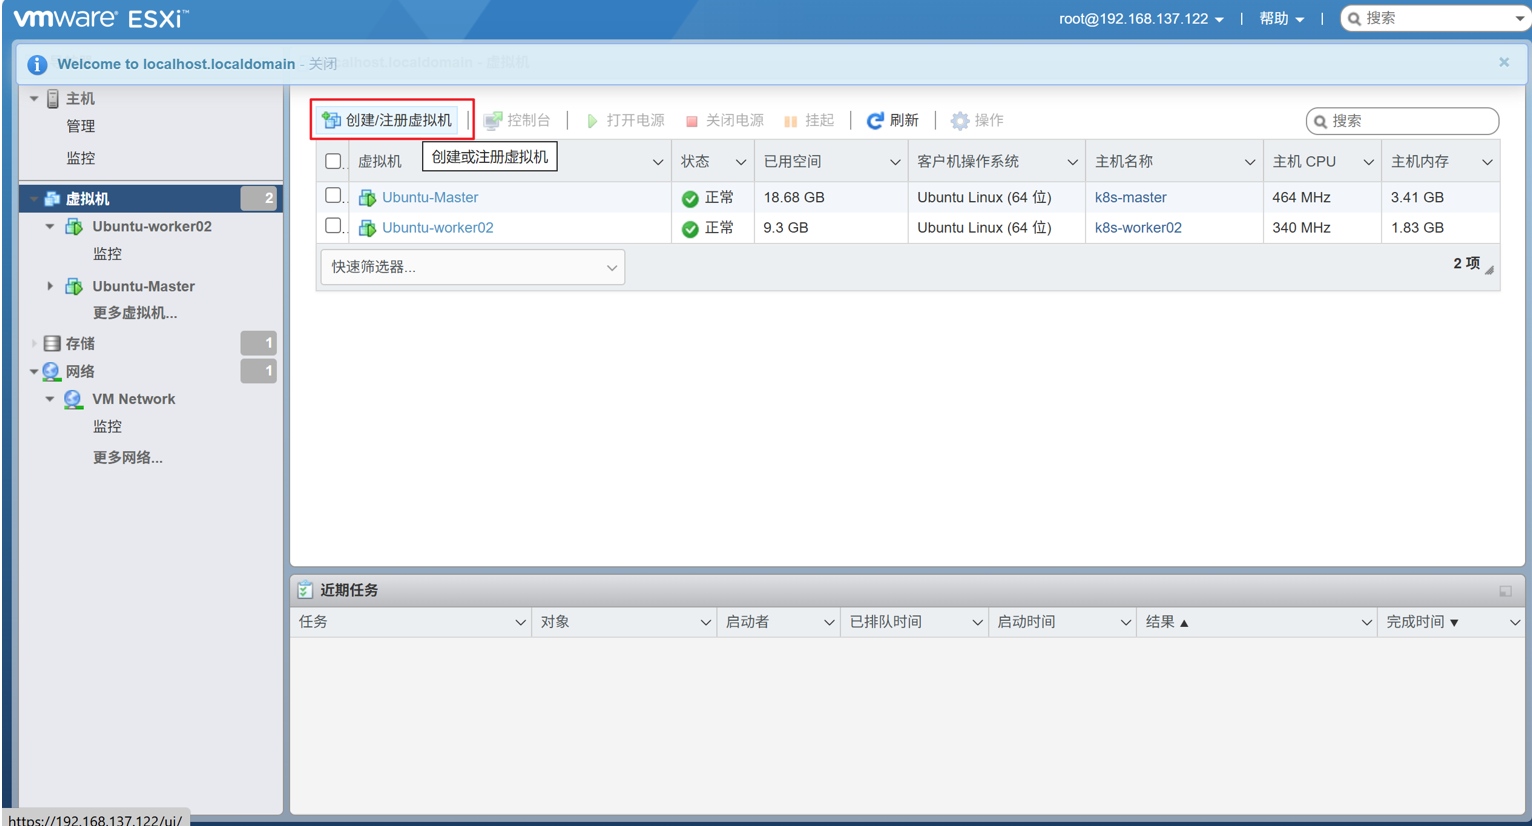 vmware ESXi™
root@192.168.137.122
|
帮助
|
搜索
Welcome to localhost.localdomain - 关闭
主机
管理
监控
虚拟机
2
Ubuntu-worker02
监控
Ubuntu-Master
更多虚拟机...
存储
1
网络
1
VM Network
监控
更多网络...
创建/注册虚拟机
控制台
打开电源
关闭电源
挂起
刷新
操作
搜索
创建或注册虚拟机
虚拟机
状态
已用空间
客户机操作系统
主机名称
主机 CPU
主机内存
Ubuntu-Master
正常
18.68 GB
Ubuntu Linux (64 位)
k8s-master
464 MHz
3.41 GB
Ubuntu-worker02
正常
9.3 GB
Ubuntu Linux (64 位)
k8s-worker02
340 MHz
1.83 GB
快速筛选器...
2 项
近期任务
任务
对象
启动者
已排队时间
启动时间
结果 ▲
完成时间 ▼
https://192.168.137.122/ui/